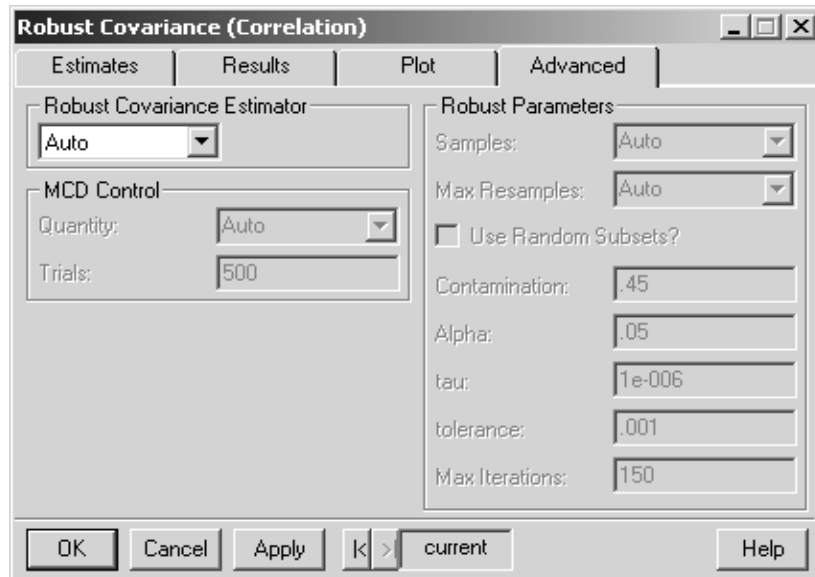 Robust Covariance (Correlation)
Estimates
Results
Plot
Advanced
Robust Covariance Estimator
Auto
MCD Control
Quantity:
Auto
Trials:
500
Robust Parameters
Samples:
Auto
Max Resamples:
Auto
Use Random Subsets?
Contamination:
.45
Alpha:
.05
tau:
1e-006
tolerance:
.001
Max Iterations:
150
OK
Cancel
Apply
current
Help